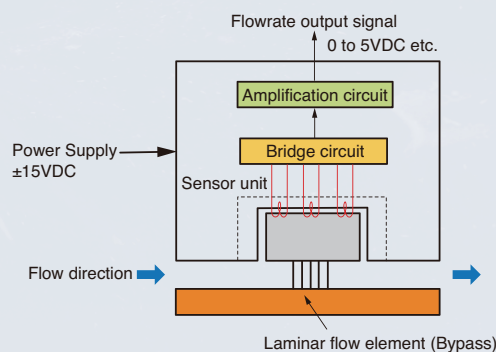 Flowrate output signal
0 to 5VDC etc.
Amplification circuit
Power Supply
±15VDC
Bridge circuit
Sensor unit
Flow direction
Laminar flow element (Bypass)